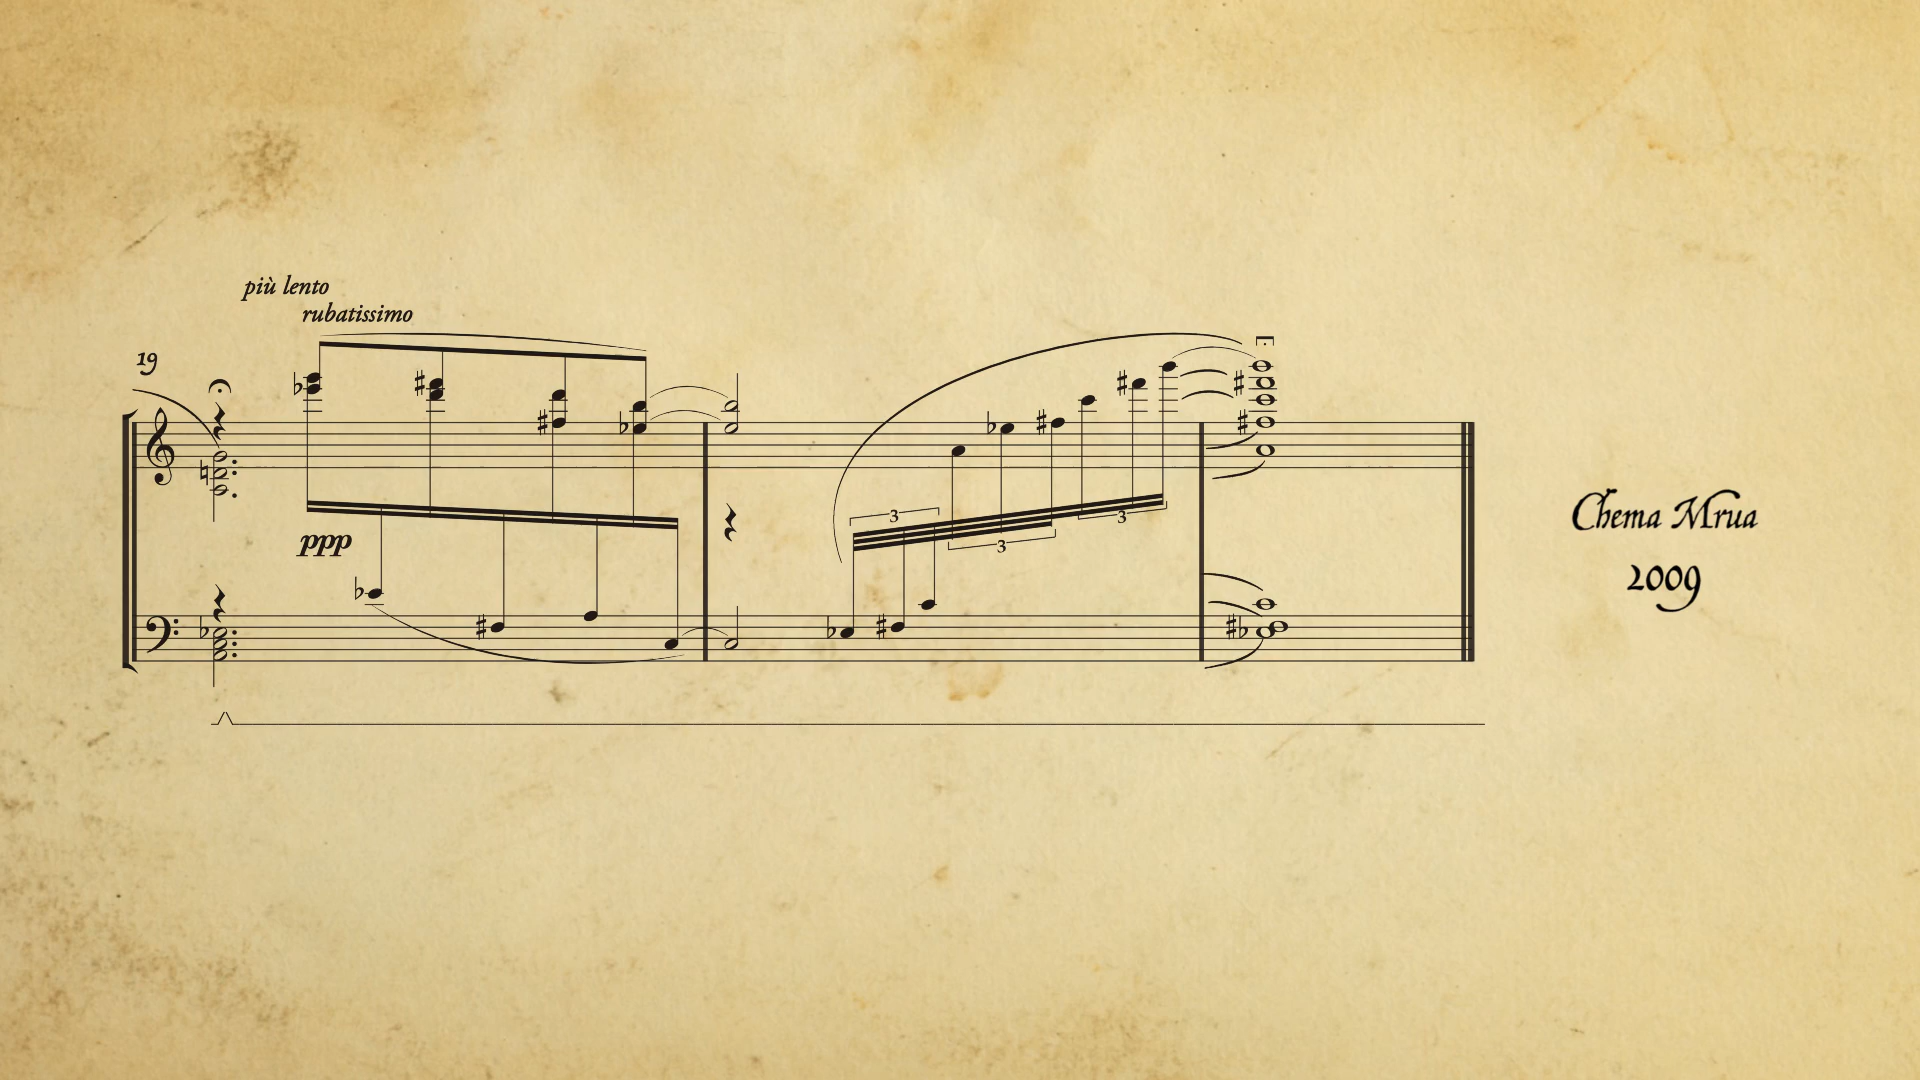 più lento
rubatissimo
19
ppp
3
3
3
Chema Mrua
2009